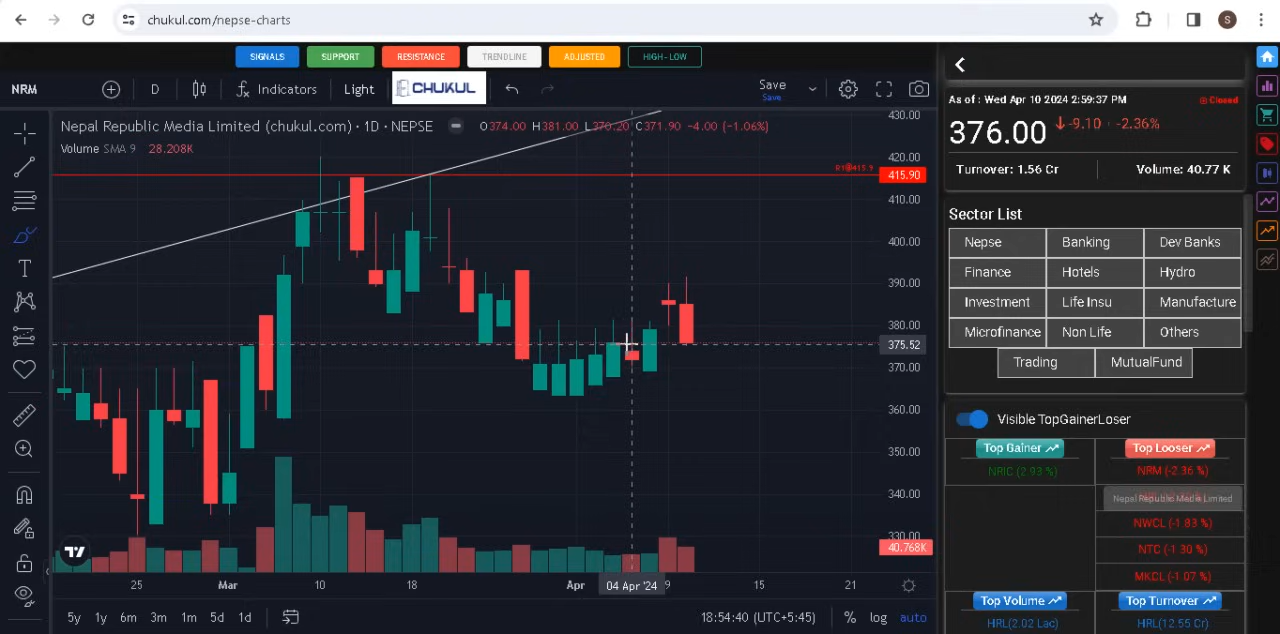 chukul.com/nepse-charts
S
SIGNALS SUPPORT RESISTANCE TRENDLINE ADJUSTED HIGH-LOW
NRM D Indicators Light CHUKUL Save
Save
Nepal Republic Media Limited (chukul.com) · 1D · NEPSE O374.00 H381.00 L370.20 C371.90 -4.00 (-1.06%)
Volume SMA 9 28.208K
R1@415.9
430.00
420.00
415.90
410.00
400.00
390.00
380.00
375.52
370.00
360.00
350.00
340.00
330.00
40.768K
25 Mar 10 18 Apr 04 Apr '24 9 15 21
5y 1y 6m 3m 1m 5d 1d 18:54:40 (UTC+5:45) % log auto
As of : Wed Apr 10 2024 2:59:37 PM Closed
376.00 -9.10 · -2.36%
Turnover: 1.56 Cr Volume: 40.77 K
Sector List
Nepse Banking Dev Banks
Finance Hotels Hydro
Investment Life Insu Manufacture
Microfinance Non Life Others
Trading MutualFund
Visible TopGainerLoser
Top Gainer Top Looser
NRIC (2.93 %) NRM (-2.36 %)
Nepal Republic Media Limited
NWCL (-1.83 %)
NTC (-1.30 %)
MKCL (-1.07 %)
Top Volume Top Turnover
HRL(2.02 Lac) HRL(12.55 Cr)